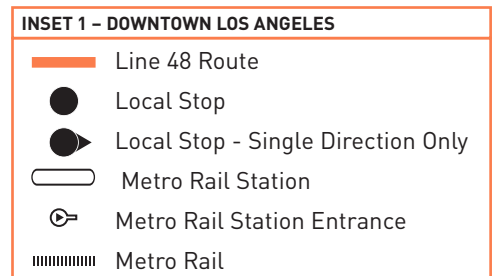 INSET 1 – DOWNTOWN LOS ANGELES
Line 48 Route
Local Stop
Local Stop - Single Direction Only
Metro Rail Station
Metro Rail Station Entrance
Metro Rail